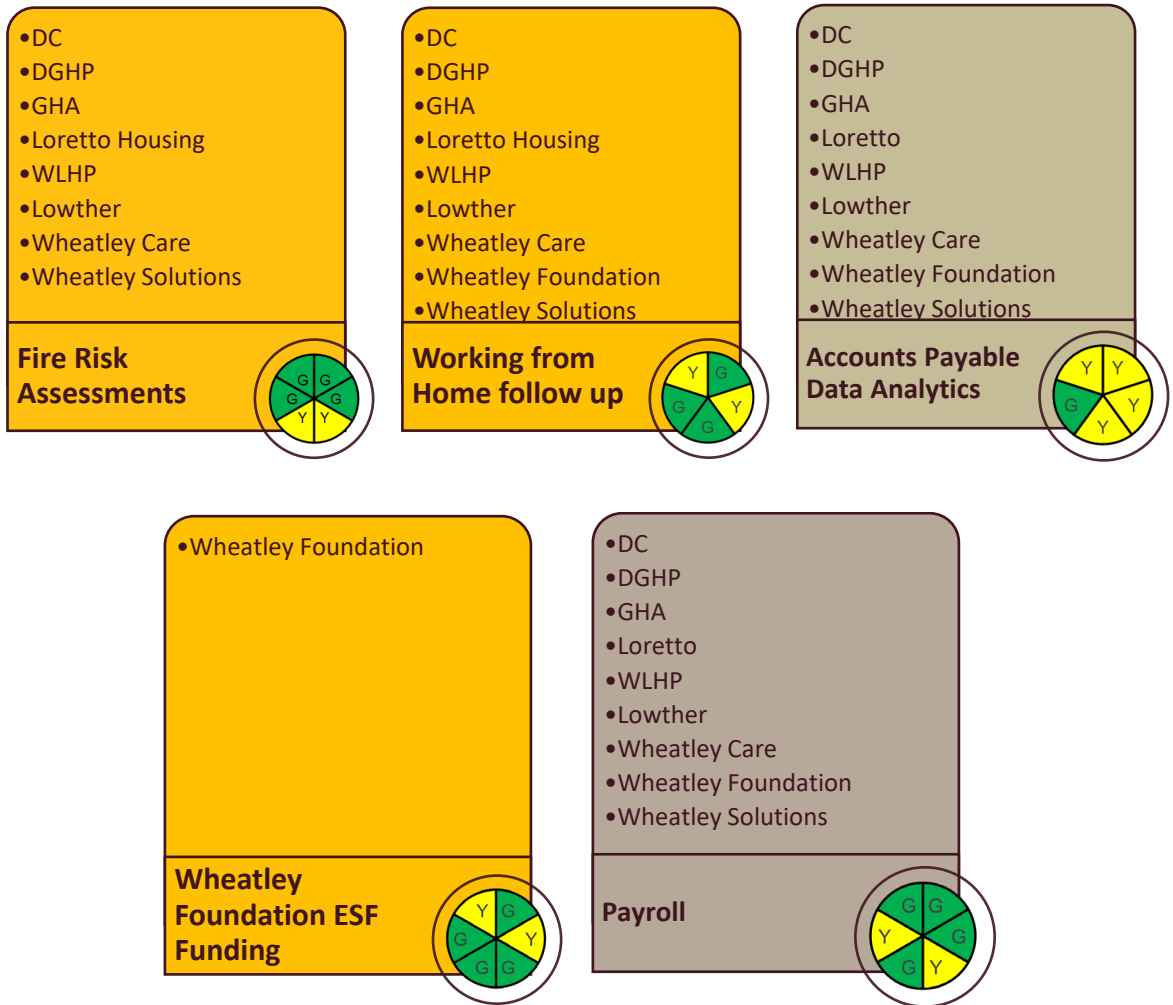 •DC
•DGHP
•GHA
•Loretto Housing
•WLHP
•Lowther
•Wheatley Care
•Wheatley Solutions
Fire Risk
Assessments
G G
G G
Y Y
•DC
•DGHP
•GHA
•Loretto Housing
•WLHP
•Lowther
•Wheatley Care
•Wheatley Foundation
•Wheatley Solutions
Working from
Home follow up
Y G
G Y
G
•DC
•DGHP
•GHA
•Loretto
•WLHP
•Lowther
•Wheatley Care
•Wheatley Foundation
•Wheatley Solutions
Accounts Payable
Data Analytics
Y Y
G Y
Y
•Wheatley Foundation
Wheatley
Foundation ESF
Funding
Y G
G Y
G G
•DC
•DGHP
•GHA
•Loretto
•WLHP
•Lowther
•Wheatley Care
•Wheatley Foundation
•Wheatley Solutions
Payroll
G G
Y G
G Y